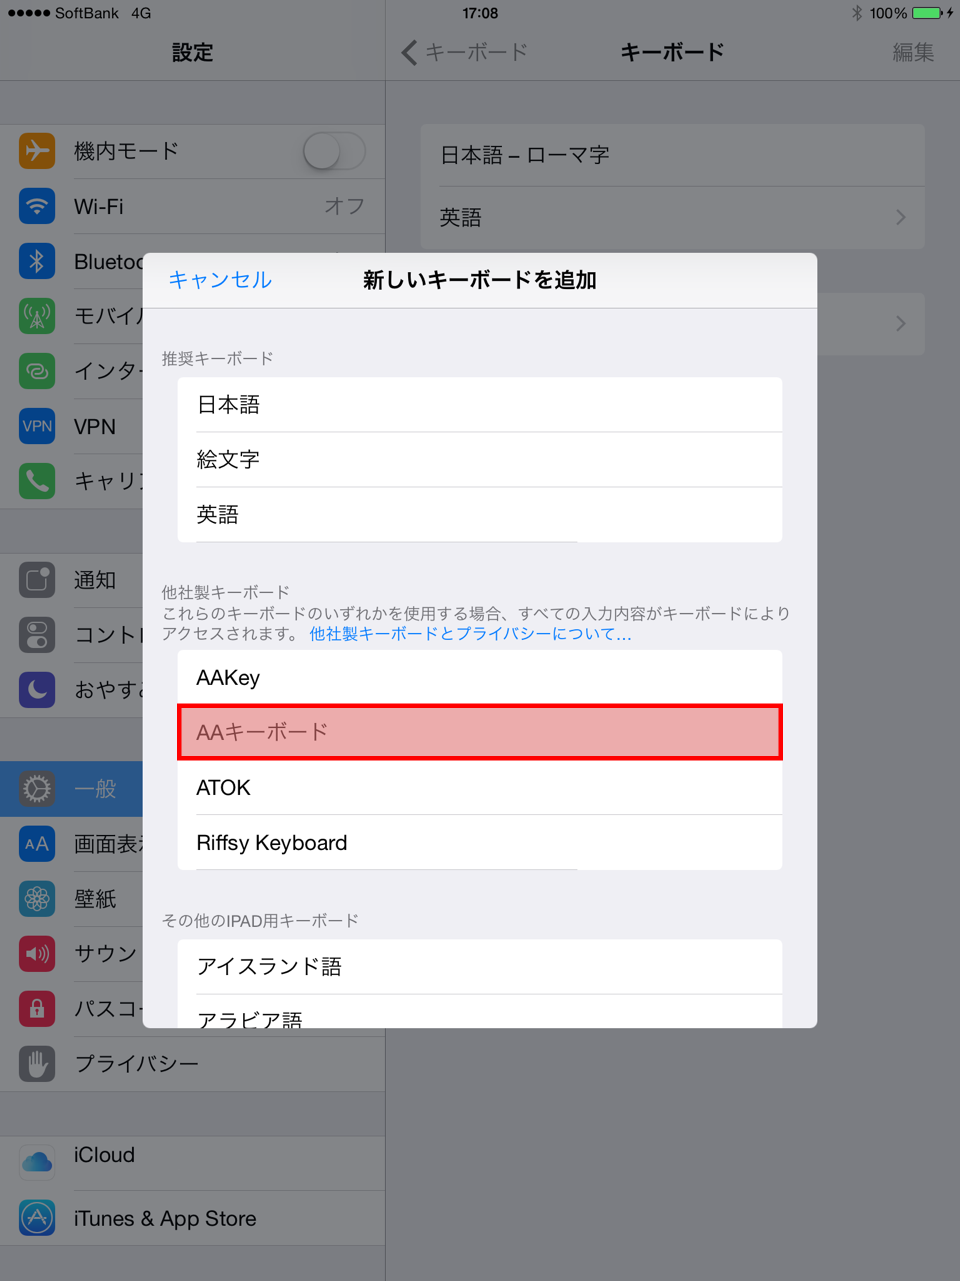 SoftBank 4G 17:08 100%
設定
キーボード キーボード 編集
機内モード
Wi-Fi オフ
Bluetoo
モバイル
インター
VPN
キャリア
通知
コントロ
おやすみ
一般
画面表示
壁紙
サウン
パスコー
プライバシー
iCloud
iTunes & App Store
日本語 – ローマ字
英語
キャンセル 新しいキーボードを追加
推奨キーボード
日本語
絵文字
英語
他社製キーボード
これらのキーボードのいずれかを使用する場合、すべての入力内容がキーボードにより
アクセスされます。 他社製キーボードとプライバシーについて...
AAKey
AAキーボード
ATOK
Riffsy Keyboard
その他のIPAD用キーボード
アイスランド語
アラビア語